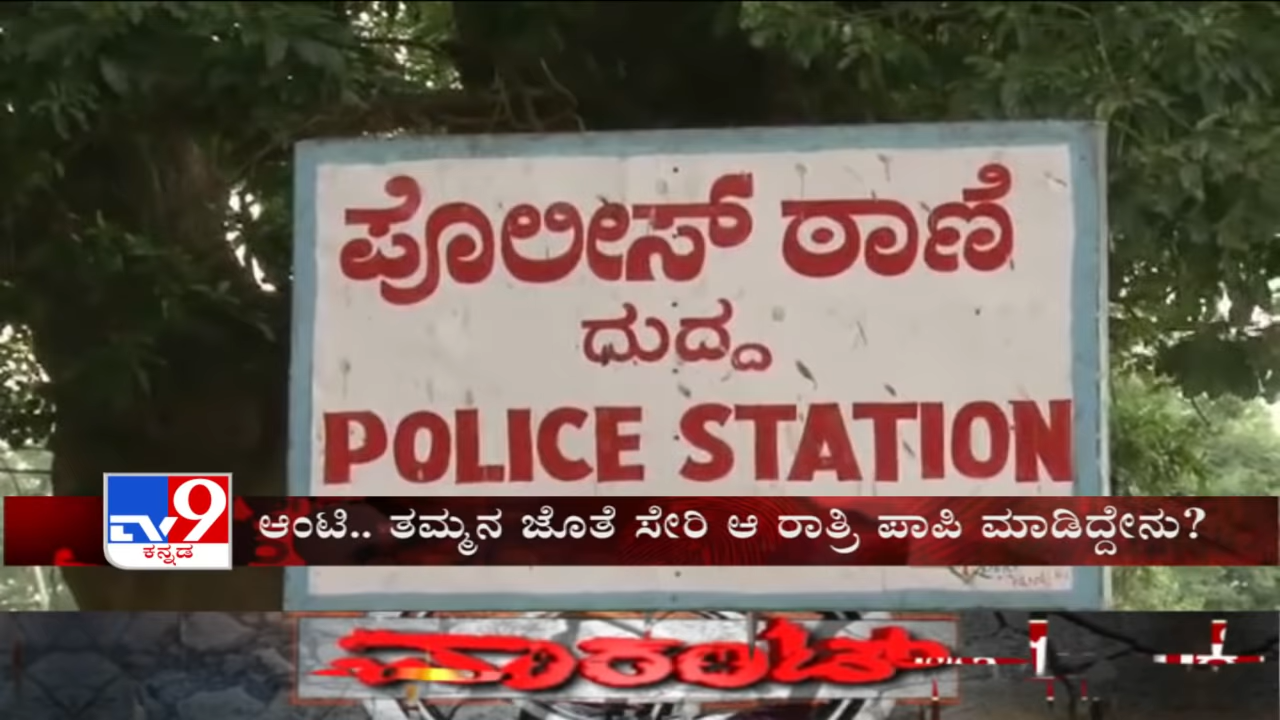 ಪೊಲೀಸ್ ಠಾಣೆ
ಧುದ್ದ
POLICE STATION
TV9
ಕನ್ನಡ
ಆಂಟಿ.. ತಮ್ಮನ ಜೊತೆ ಸೇರಿ ಆ ರಾತ್ರಿ ಪಾಪಿ ಮಾಡಿದ್ದೇನು?
ವಾರಂಟ್